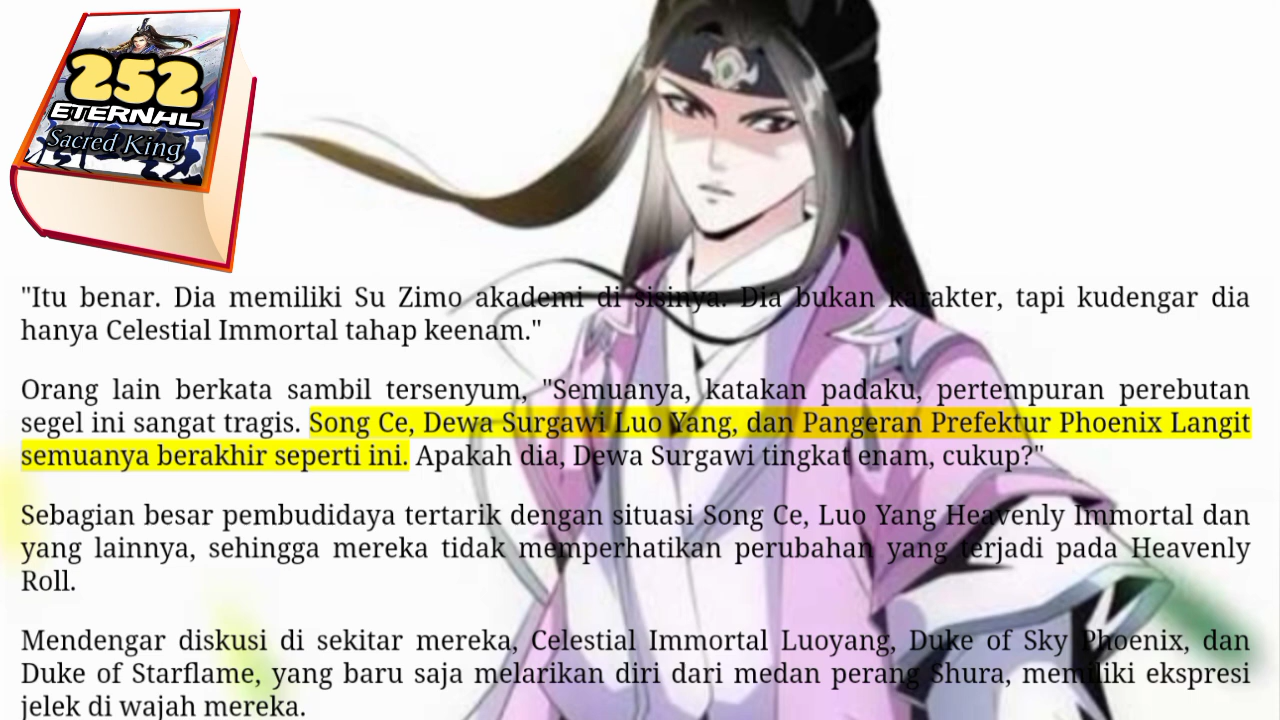 252
ETERNAL
Sacred King
"Itu benar. Dia memiliki Su Zimo akademi di sisinya. Dia bukan karakter, tapi kudengar dia
hanya Celestial Immortal tahap keenam."
Orang lain berkata sambil tersenyum, "Semuanya, katakan padaku, pertempuran perebutan
segel ini sangat tragis. Song Ce, Dewa Surgawi Luo Yang, dan Pangeran Prefektur Phoenix Langit
semuanya berakhir seperti ini. Apakah dia, Dewa Surgawi tingkat enam, cukup?"
Sebagian besar pembudidaya tertarik dengan situasi Song Ce, Luo Yang Heavenly Immortal dan
yang lainnya, sehingga mereka tidak memperhatikan perubahan yang terjadi pada Heavenly
Roll.
Mendengar diskusi di sekitar mereka, Celestial Immortal Luoyang, Duke of Sky Phoenix, dan
Duke of Starflame, yang baru saja melarikan diri dari medan perang Shura, memiliki ekspresi
jelek di wajah mereka.